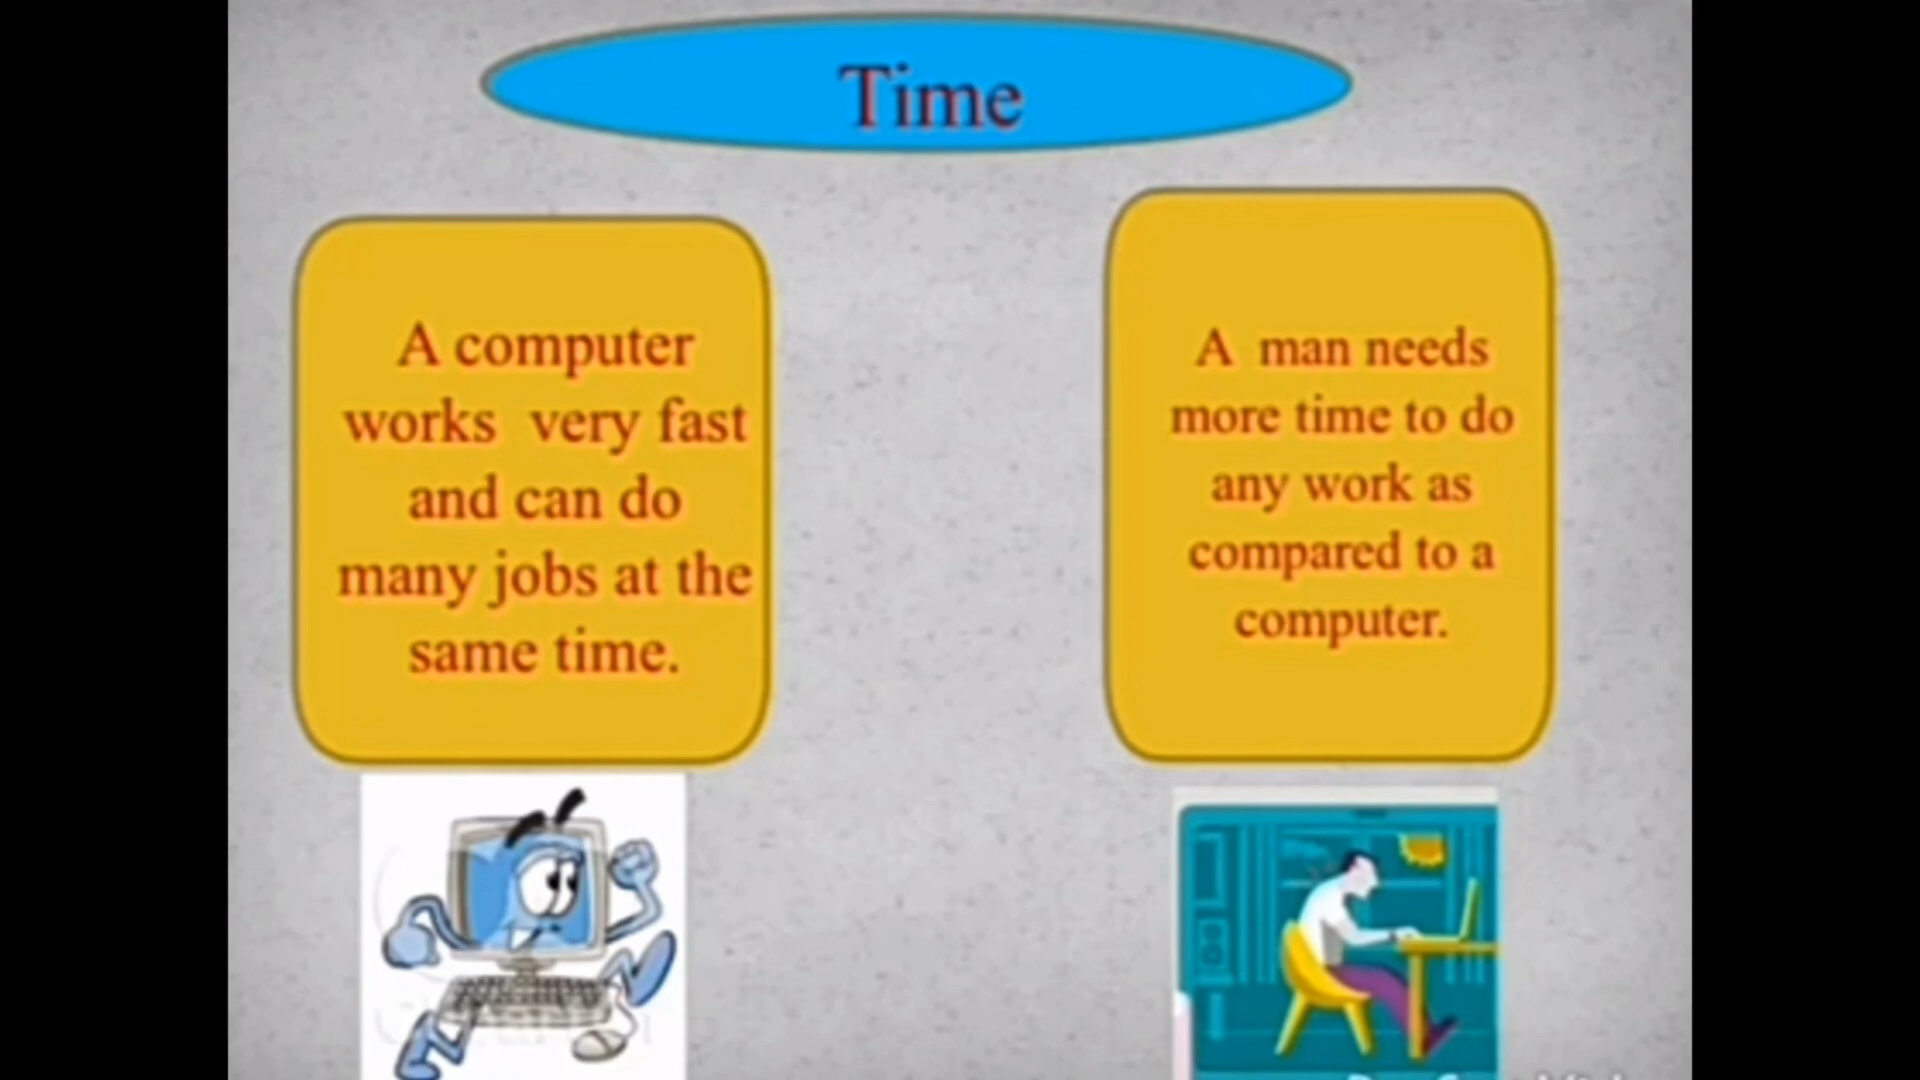 Time
A computer
works very fast
and can do
many jobs at the
same time.
A man needs
more time to do
any work as
compared to a
computer.